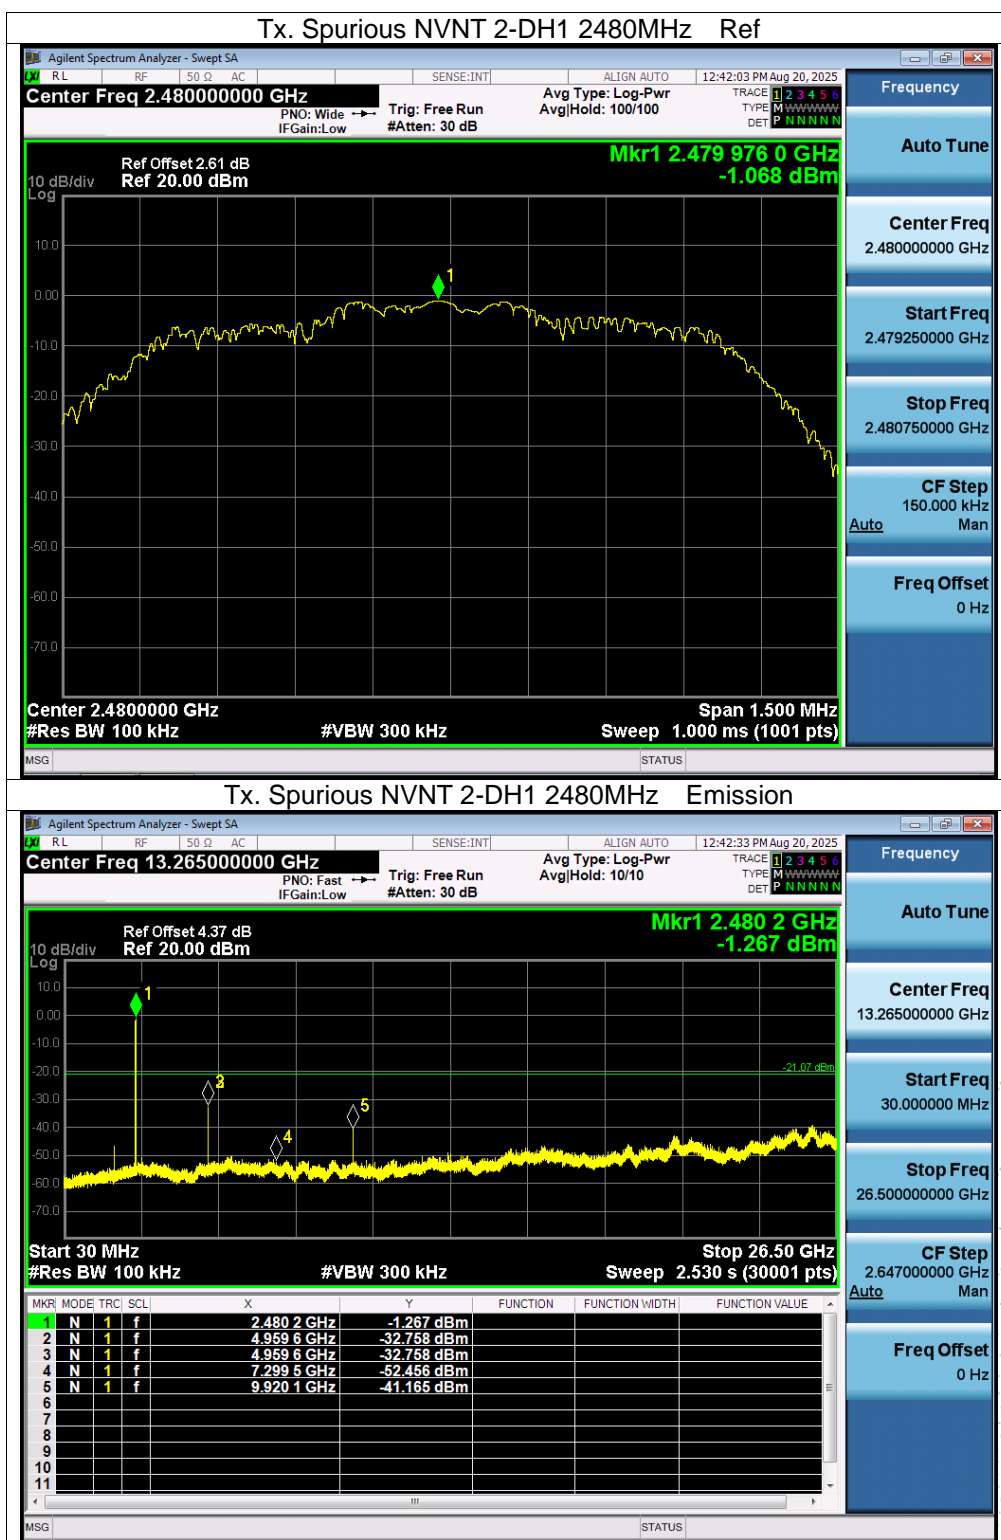 Tx. Spurious NVNT 2-DH1 2480MHz Ref
Agilent Spectrum Analyzer - Swept SA
LXI RL RF 50 Ω AC SENSE:INT ALIGN AUTO 12:42:03 PM Aug 20, 2025
Center Freq 2.480000000 GHz
PNO: Wide
IFGain:Low
Trig: Free Run
#Atten: 30 dB
Avg Type: Log-Pwr
Avg|Hold: 100/100
TRACE 1 2 3 4 5 6
TYPE M W W W W W
DET P N N N N N
Mkr1 2.479 976 0 GHz
-1.068 dBm
Ref Offset 2.61 dB
Ref 20.00 dBm
10 dB/div
Log
10.0
0.00
-10.0
-20.0
-30.0
-40.0
-50.0
-60.0
-70.0
1
Center 2.4800000 GHz
Span 1.500 MHz
#Res BW 100 kHz
#VBW 300 kHz
Sweep 1.000 ms (1001 pts)
MSG
STATUS
Frequency
Auto Tune
Center Freq
2.480000000 GHz
Start Freq
2.479250000 GHz
Stop Freq
2.480750000 GHz
CF Step
150.000 kHz
Auto Man
Freq Offset
0 Hz
Tx. Spurious NVNT 2-DH1 2480MHz Emission
Agilent Spectrum Analyzer - Swept SA
LXI RL RF 50 Ω AC SENSE:INT ALIGN AUTO 12:42:33 PM Aug 20, 2025
Center Freq 13.265000000 GHz
PNO: Fast
IFGain:Low
Trig: Free Run
#Atten: 30 dB
Avg Type: Log-Pwr
Avg|Hold: 10/10
TRACE 1 2 3 4 5 6
TYPE M W W W W W
DET P N N N N N
Mkr1 2.480 2 GHz
-1.267 dBm
Ref Offset 4.37 dB
Ref 20.00 dBm
10 dB/div
Log
10.0
0.00
-10.0
-20.0
-30.0
-40.0
-50.0
-60.0
-70.0
1
3
4
5
-21.07 dBm
Start 30 MHz
Stop 26.50 GHz
#Res BW 100 kHz
#VBW 300 kHz
Sweep 2.530 s (30001 pts)
MKR MODE TRC SCL X Y FUNCTION FUNCTION WIDTH FUNCTION VALUE
1 N 1 f 2.480 2 GHz -1.267 dBm
2 N 1 f 4.959 6 GHz -32.758 dBm
3 N 1 f 4.959 6 GHz -32.758 dBm
4 N 1 f 7.299 5 GHz -52.456 dBm
5 N 1 f 9.920 1 GHz -41.165 dBm
6
7
8
9
10
11
MSG
STATUS
Frequency
Auto Tune
Center Freq
13.265000000 GHz
Start Freq
30.000000 MHz
Stop Freq
26.500000000 GHz
CF Step
2.647000000 GHz
Auto Man
Freq Offset
0 Hz